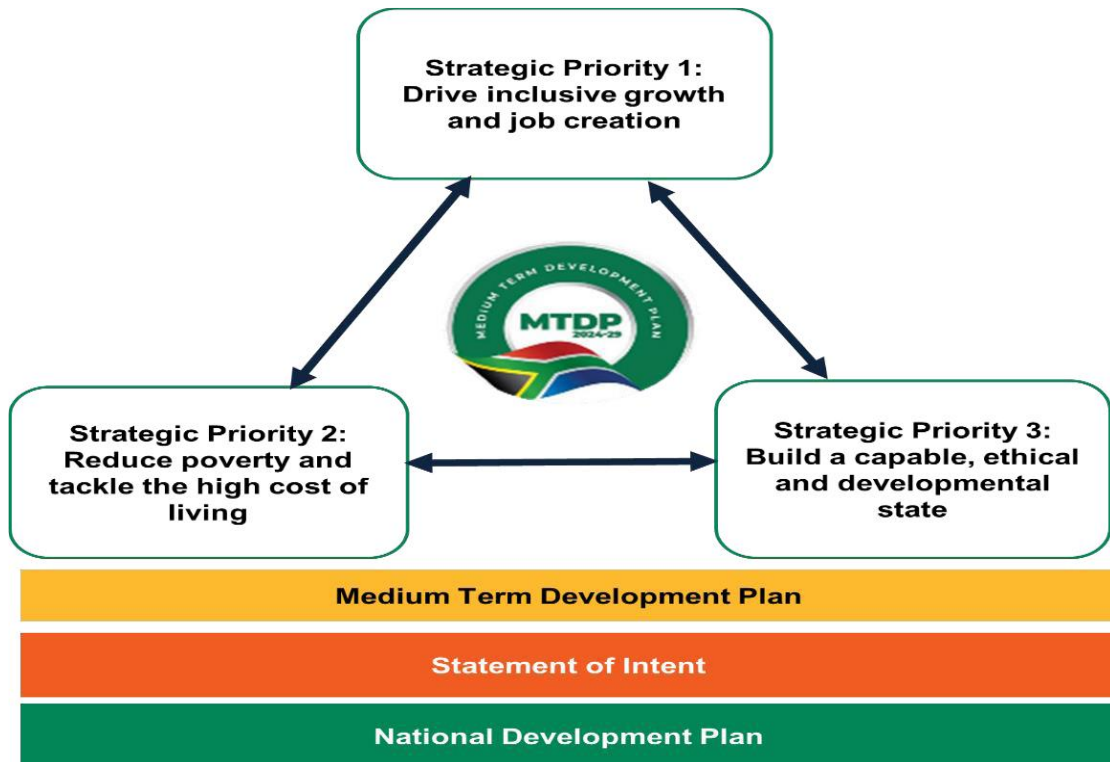 Strategic Priority 1:
Drive inclusive growth
and job creation
MEDIUM TERM DEVELOPMENT PLAN
MTDP
2024-29
Strategic Priority 2:
Reduce poverty and
tackle the high cost of
living
Strategic Priority 3:
Build a capable, ethical
and developmental
state
Medium Term Development Plan
Statement of Intent
National Development Plan